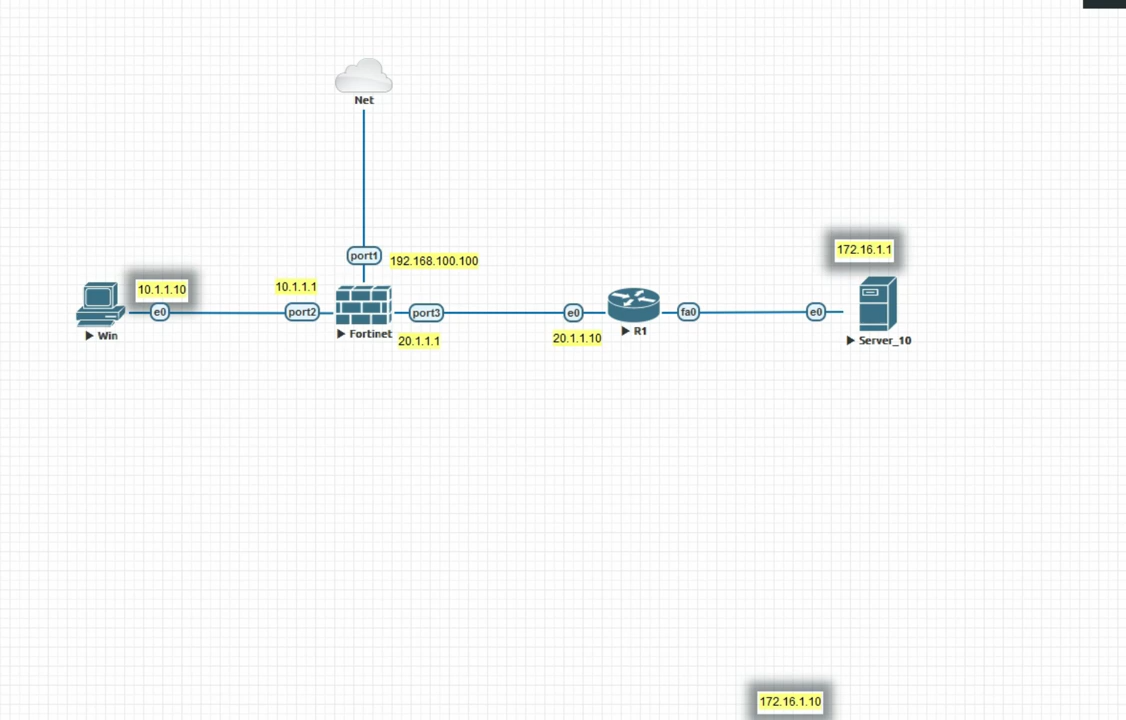 Net
port1
192.168.100.100
172.16.1.1
10.1.1.10
10.1.1.1
e0
port2
port3
e0
fa0
e0
Win
Fortinet
20.1.1.1
20.1.1.10
R1
Server_10
172.16.1.10